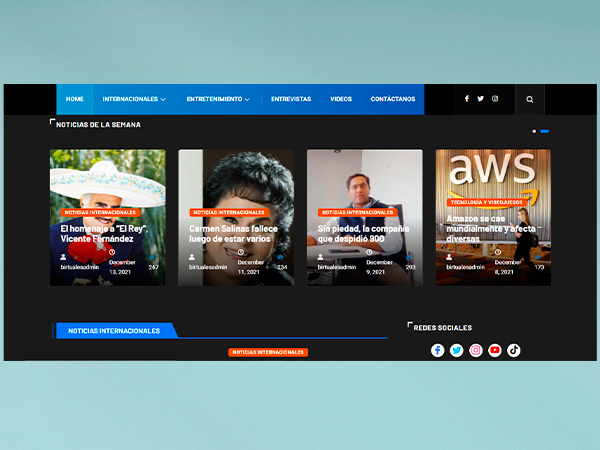 HOME INTERNACIONALES ENTRETENIMIENTO ENTREVISTAS VIDEOS CONTÁCTANOS
NOTICIAS DE LA SEMANA
NOTICIAS INTERNACIONALES
El homenaje a "El Rey",
Vicente Fernández
birtualesadmin
December
13, 2021
267
NOTICIAS INTERNACIONALES
Carmen Salinas fallece
luego de estar varios
birtualesadmin
December
11, 2021
234
NOTICIAS INTERNACIONALES
Sin piedad, la compañía
que despidió 900
birtualesadmin
December
9, 2021
293
aws
TECNOLOGÍA Y VIDEOJUEGOS
Amazon se cae
mundialmente y afecta
diversas
birtualesadmin
December
8, 2021
173
NOTICIAS INTERNACIONALES
NOTICIAS INTERNACIONALES
REDES SOCIALES